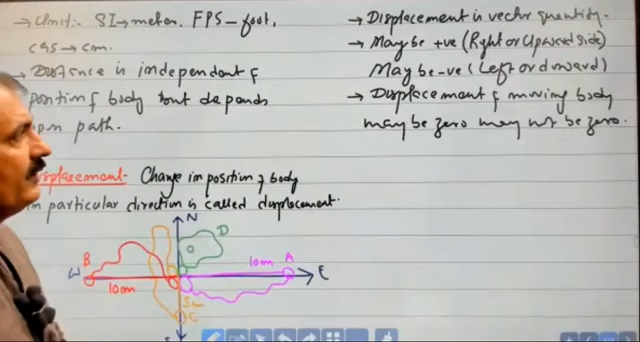 → Unit:- SI → meter. FPS - foot.
CGS → cm.
→ Distance is independent of
position of body but depends
upon path.
Displacement- Change in position of body
in particular direction is called displacement.
→ Displacement is vector quantity-
→ May be +ve (Right or Upward side)
May be -ve (Left or dnward)
→ Displacement of moving body
may be zero may not be zero.
N
D
B
10m A
W
E
10m
C